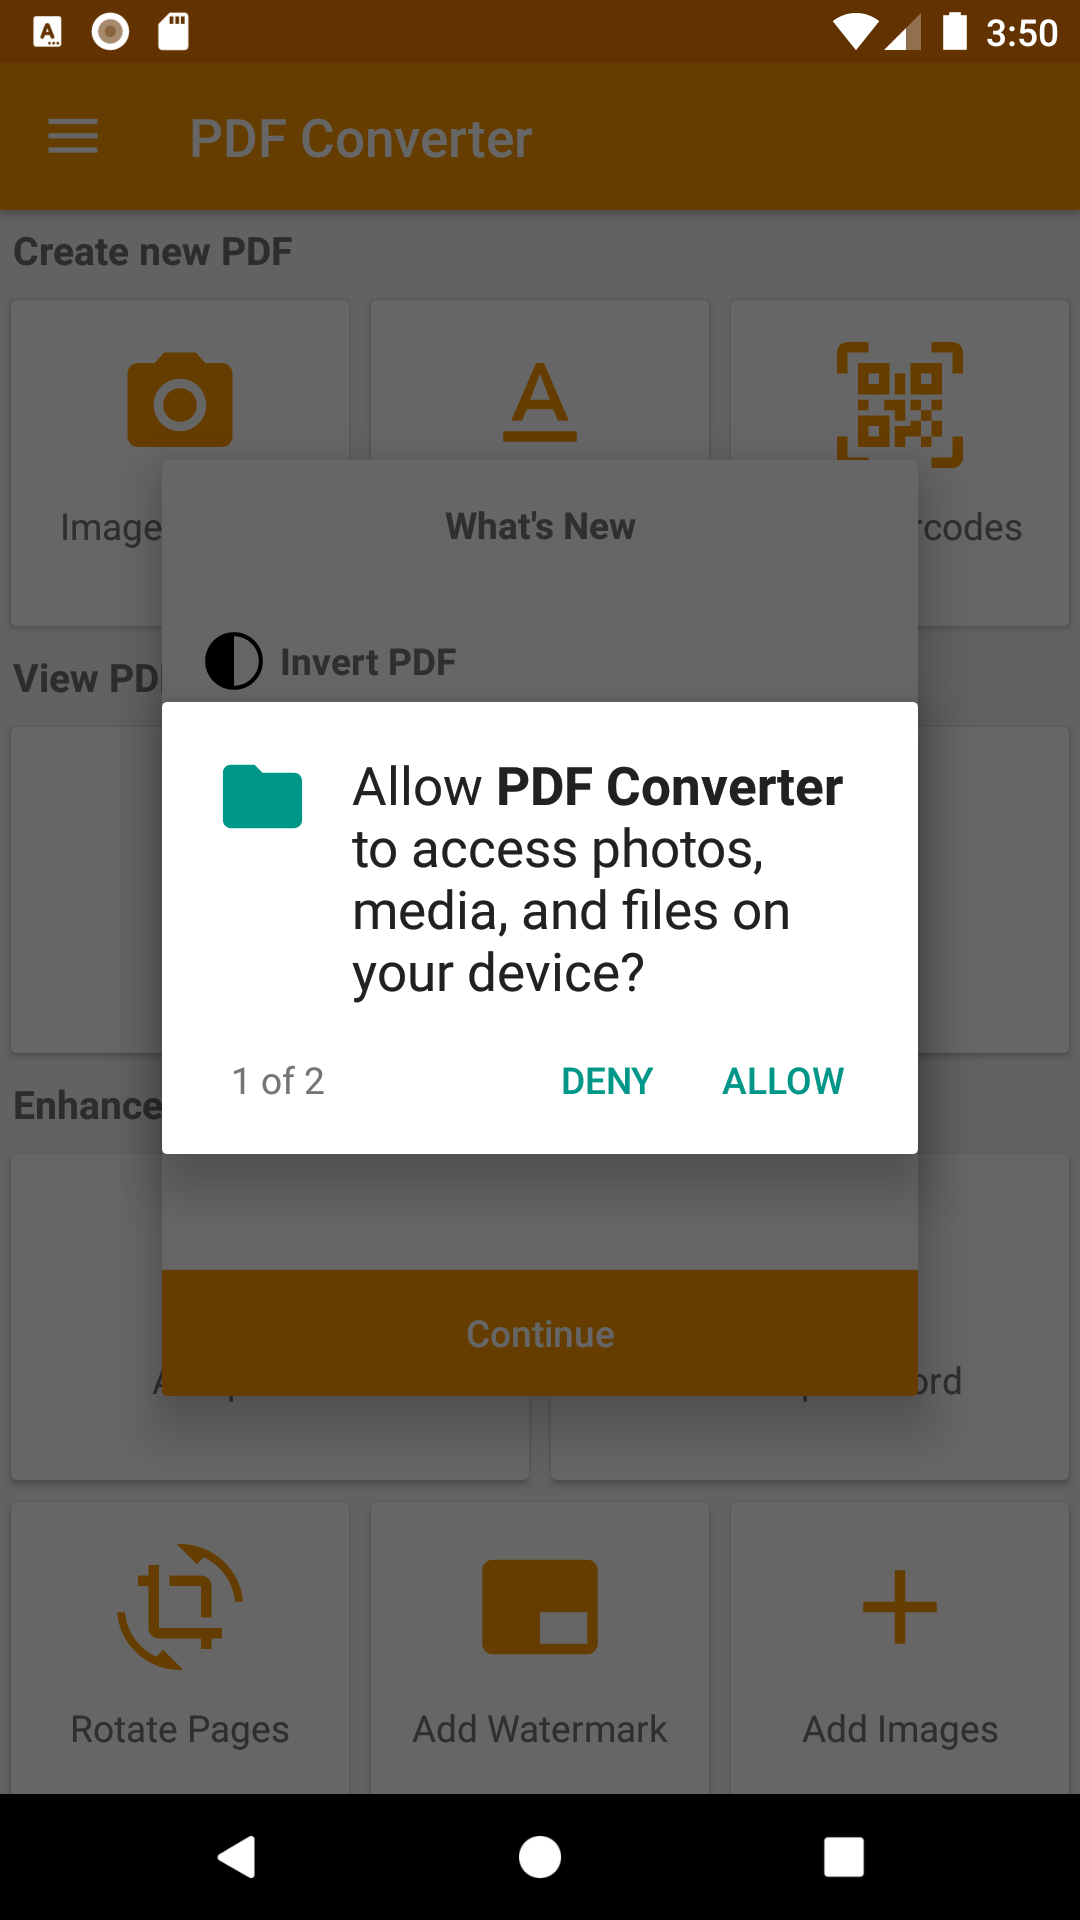 3:50
PDF Converter
Create new PDF
Image
rcodes
What's New
Invert PDF
View PD
Allow PDF Converter
to access photos,
media, and files on
your device?
1 of 2
DENY
ALLOW
Enhance
Continue
ord
Rotate Pages
Add Watermark
Add Images